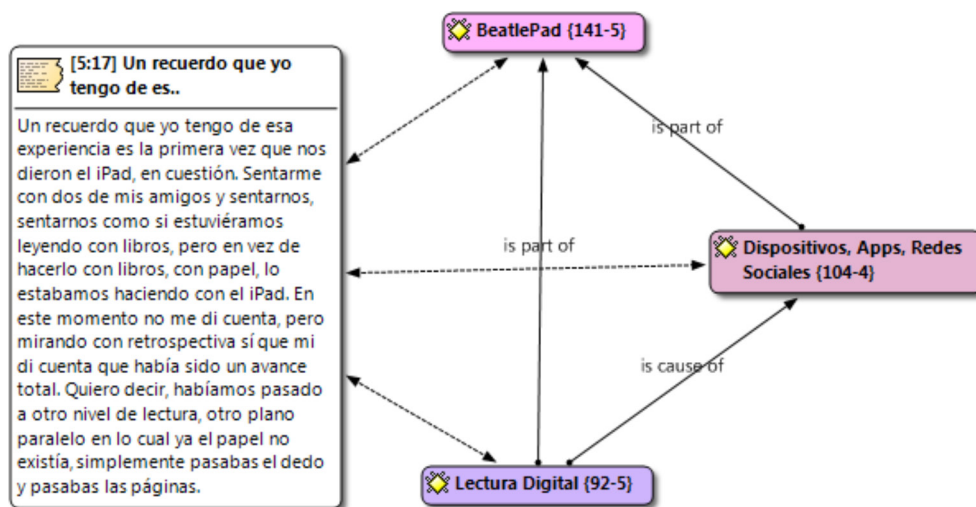 BeatlePad {141-5}
[5:17] Un recuerdo que yo
tengo de es..
Un recuerdo que yo tengo de esa
experiencia es la primera vez que nos
dieron el iPad, en cuestión. Sentarme
con dos de mis amigos y sentarnos,
sentarnos como si estuviéramos
leyendo con libros, pero en vez de
hacerlo con libros, con papel, lo
estabamos haciendo con el iPad. En
este momento no me di cuenta, pero
mirando con retrospectiva sí que mi
di cuenta que había sido un avance
total. Quiero decir, habíamos pasado
a otro nivel de lectura, otro plano
paralelo en lo cual ya el papel no
existía, simplemente pasabas el dedo
y pasabas las páginas.
is part of
is part of
Dispositivos, Apps, Redes
Sociales {104-4}
is cause of
Lectura Digital {92-5}